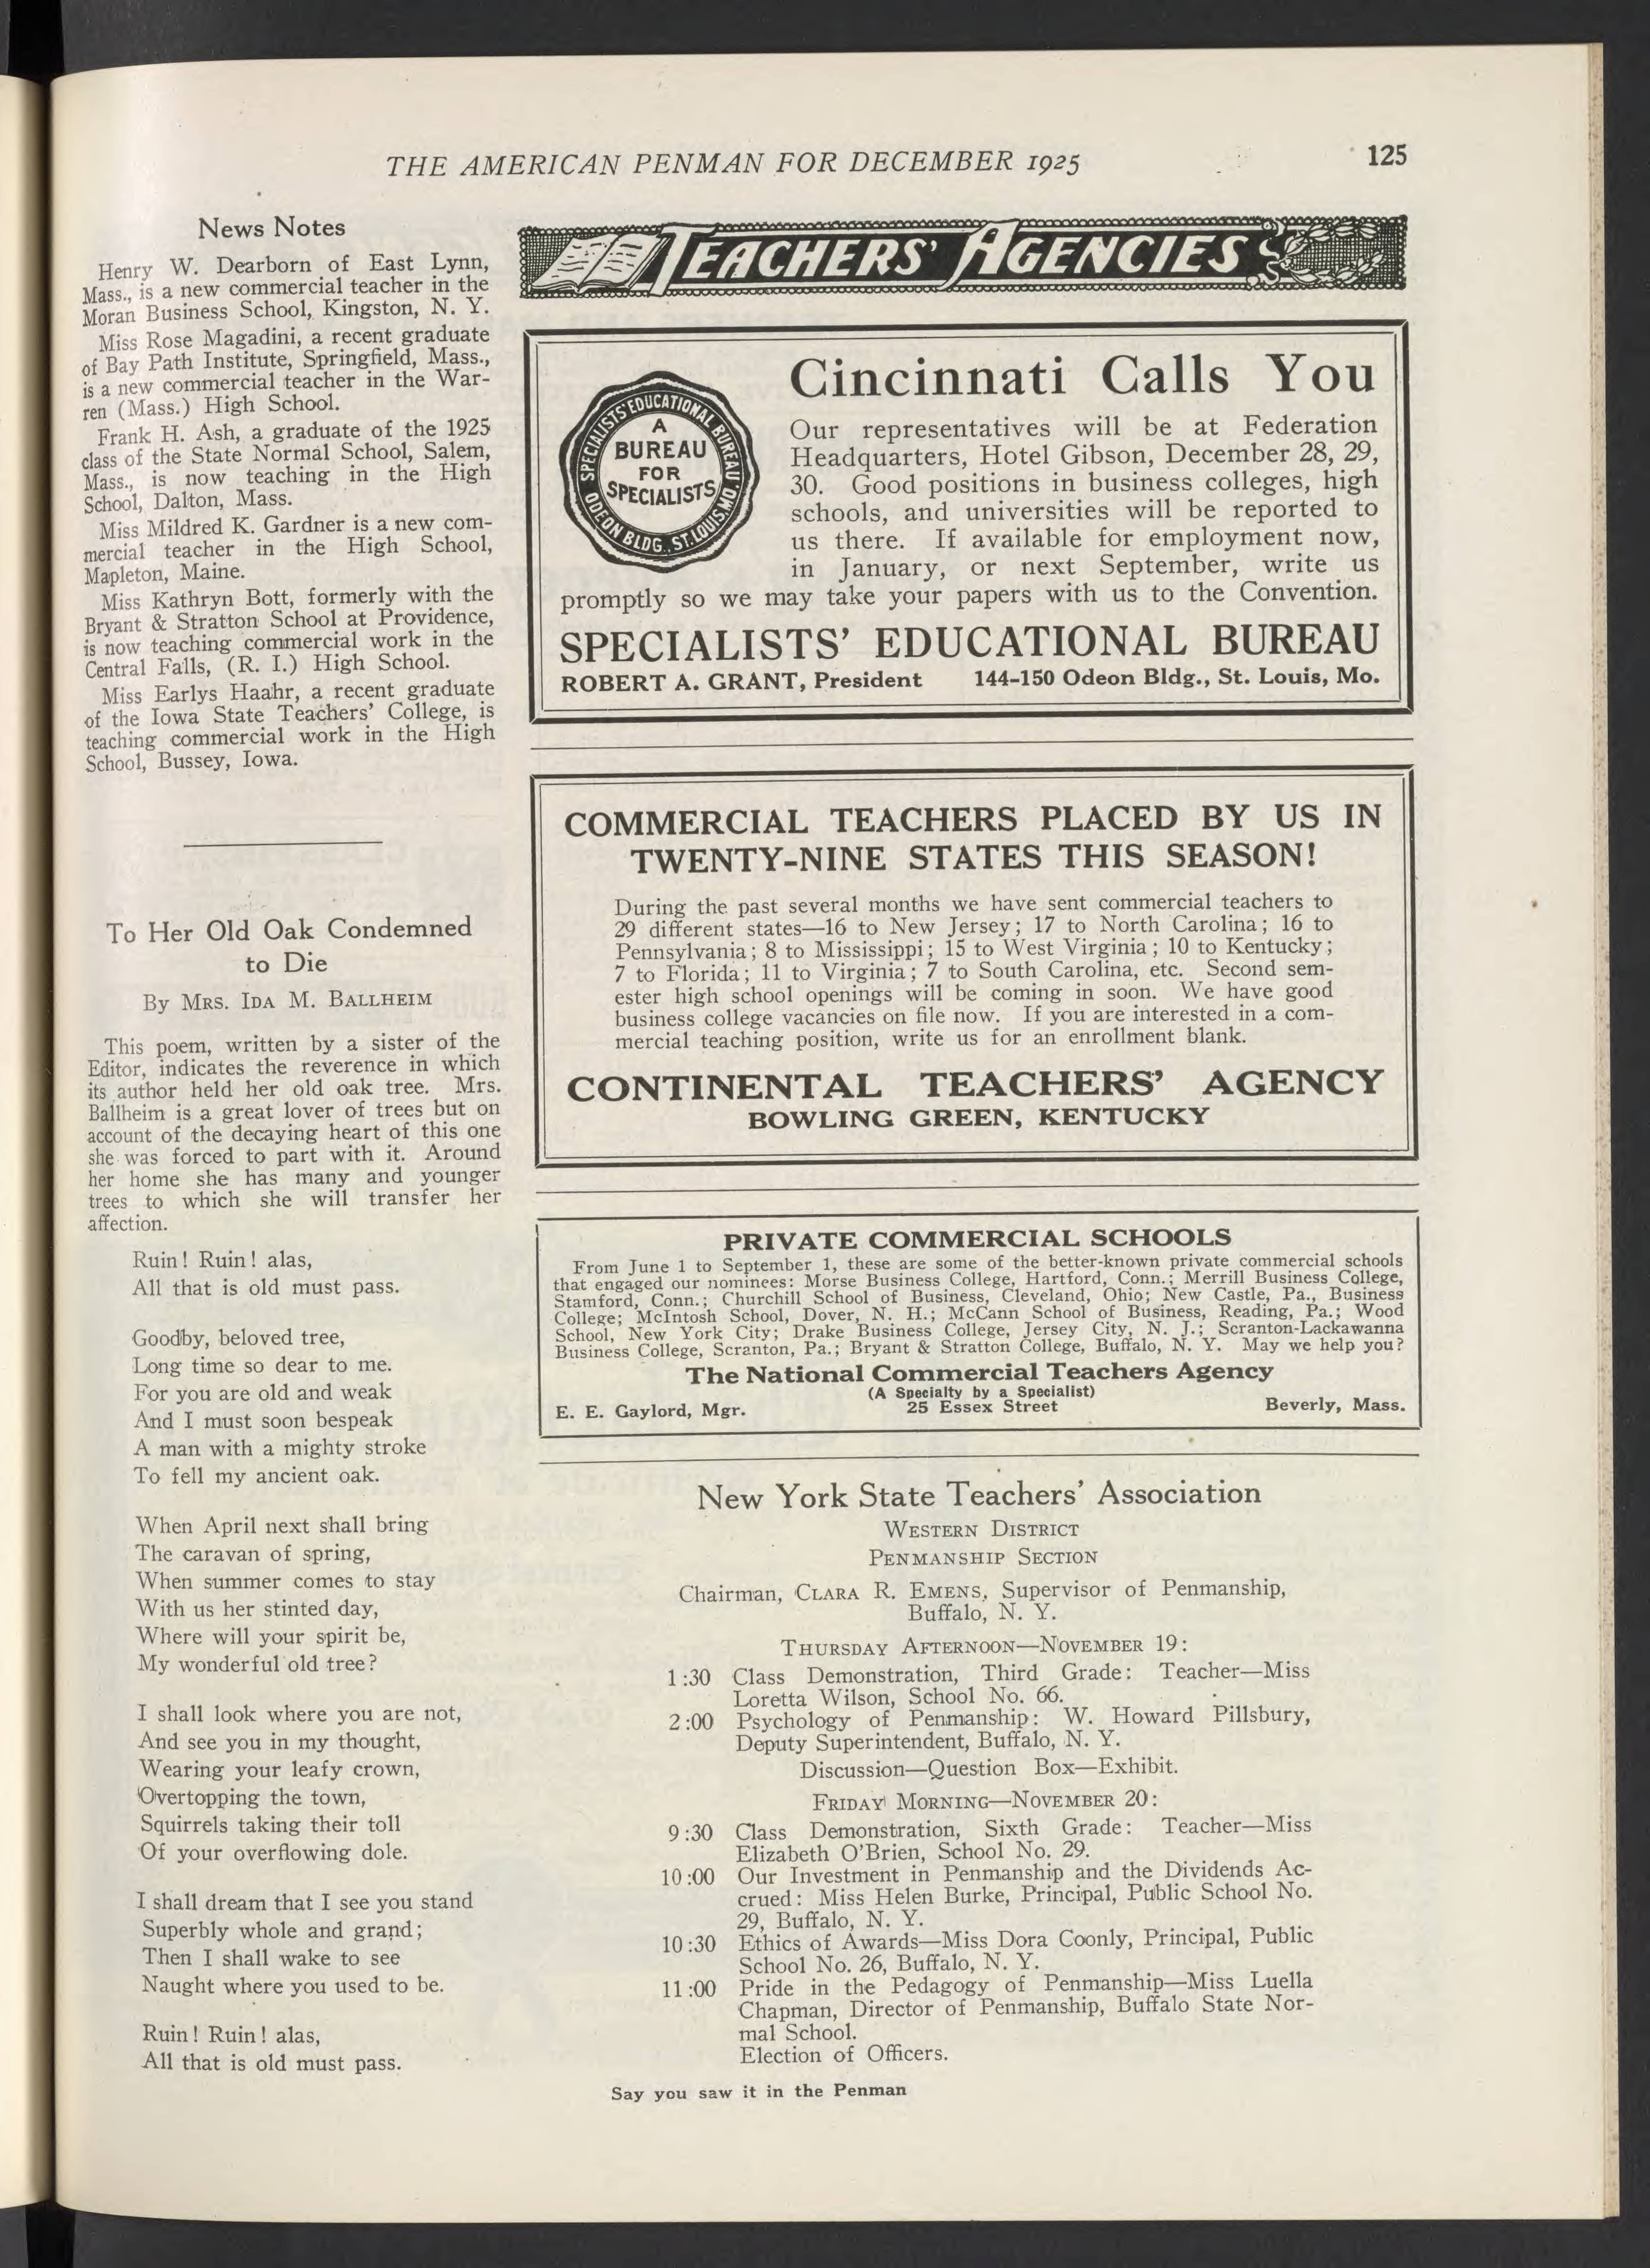 THE AMERICAN PENMAN FOR DECEMBER 1925
125
News Notes
Henry W. Dearborn of East Lynn,
Mass., is a new commercial teacher in the
Moran Business School, Kingston, N. Y.
Miss Rose Magadini, a recent graduate
of Bay Path Institute, Springfield, Mass.,
is a new commercial teacher in the War-
ren (Mass.) High School.
Frank H. Ash, a graduate of the 1925
class of the State Normal School, Salem,
Mass., is now teaching in the High
School, Dalton, Mass.
Miss Mildred K. Gardner is a new com-
mercial teacher in the High School,
Mapleton, Maine.
Miss Kathryn Bott, formerly with the
Bryant & Stratton School at Providence,
is now teaching commercial work in the
Central Falls, (R. I.) High School.
Miss Earlys Haahr, a recent graduate
of the Iowa State Teachers' College, is
teaching commercial work in the High
School, Bussey, Iowa.
To Her Old Oak Condemned
to Die
By MRS. IDA M. BALLHEIM
This poem, written by a sister of the
Editor, indicates the reverence in which
its author held her old oak tree. Mrs.
Ballheim is a great lover of trees but on
account of the decaying heart of this one
she was forced to part with it. Around
her home she has many and younger
trees to which she will transfer her
affection.
Ruin! Ruin! alas,
All that is old must pass.
Goodby, beloved tree,
Long time so dear to me.
For you are old and weak
And I must soon bespeak
A man with a mighty stroke
To fell my ancient oak.
When April next shall bring
The caravan of spring,
When summer comes to stay
With us her stinted day,
Where will your spirit be,
My wonderful old tree?
I shall look where you are not,
And see you in my thought,
Wearing your leafy crown,
Overtopping the town,
Squirrels taking their toll
Of your overflowing dole.
I shall dream that I see you stand
Superbly whole and grand;
Then I shall wake to see
Naught where you used to be.
Ruin! Ruin! alas,
All that is old must pass.
TEACHERS' AGENCIES
SPECIALISTS' EDUCATIONAL BUREAU
ODEON BLDG. ST. LOUIS, MO.
A
BUREAU
FOR
SPECIALISTS
Cincinnati Calls You
Our representatives will be at Federation
Headquarters, Hotel Gibson, December 28, 29,
30. Good positions in business colleges, high
schools, and universities will be reported to
us there. If available for employment now,
in January, or next September, write us
promptly so we may take your papers with us to the Convention.
SPECIALISTS' EDUCATIONAL BUREAU
ROBERT A. GRANT, President 144-150 Odeon Bldg., St. Louis, Mo.
COMMERCIAL TEACHERS PLACED BY US IN
TWENTY-NINE STATES THIS SEASON!
During the past several months we have sent commercial teachers to
29 different states—16 to New Jersey; 17 to North Carolina; 16 to
Pennsylvania; 8 to Mississippi; 15 to West Virginia; 10 to Kentucky;
7 to Florida; 11 to Virginia; 7 to South Carolina, etc. Second sem-
ester high school openings will be coming in soon. We have good
business college vacancies on file now. If you are interested in a com-
mercial teaching position, write us for an enrollment blank.
CONTINENTAL TEACHERS' AGENCY
BOWLING GREEN, KENTUCKY
PRIVATE COMMERCIAL SCHOOLS
From June 1 to September 1, these are some of the better-known private commercial schools
that engaged our nominees: Morse Business College, Hartford, Conn.; Merrill Business College,
Stamford, Conn.; Churchill School of Business, Cleveland, Ohio; New Castle, Pa., Business
College; McIntosh School, Dover, N. H.; McCann School of Business, Reading, Pa.; Wood
School, New York City; Drake Business College, Jersey City, N. J.; Scranton-Lackawanna
Business College, Scranton, Pa.; Bryant & Stratton College, Buffalo, N. Y. May we help you?
The National Commercial Teachers Agency
(A Specialty by a Specialist)
E. E. Gaylord, Mgr. 25 Essex Street Beverly, Mass.
New York State Teachers' Association
WESTERN DISTRICT
PENMANSHIP SECTION
Chairman, CLARA R. EMENS, Supervisor of Penmanship,
Buffalo, N. Y.
THURSDAY AFTERNOON—NOVEMBER 19:
1:30 Class Demonstration, Third Grade: Teacher—Miss
Loretta Wilson, School No. 66.
2:00 Psychology of Penmanship: W. Howard Pillsbury,
Deputy Superintendent, Buffalo, N. Y.
Discussion—Question Box—Exhibit.
FRIDAY MORNING—NOVEMBER 20:
9:30 Class Demonstration, Sixth Grade: Teacher—Miss
Elizabeth O'Brien, School No. 29.
10:00 Our Investment in Penmanship and the Dividends Ac-
crued: Miss Helen Burke, Principal, Public School No.
29, Buffalo, N. Y.
10:30 Ethics of Awards—Miss Dora Coonly, Principal, Public
School No. 26, Buffalo, N. Y.
11:00 Pride in the Pedagogy of Penmanship—Miss Luella
Chapman, Director of Penmanship, Buffalo State Nor-
mal School.
Election of Officers.
Say you saw it in the Penman